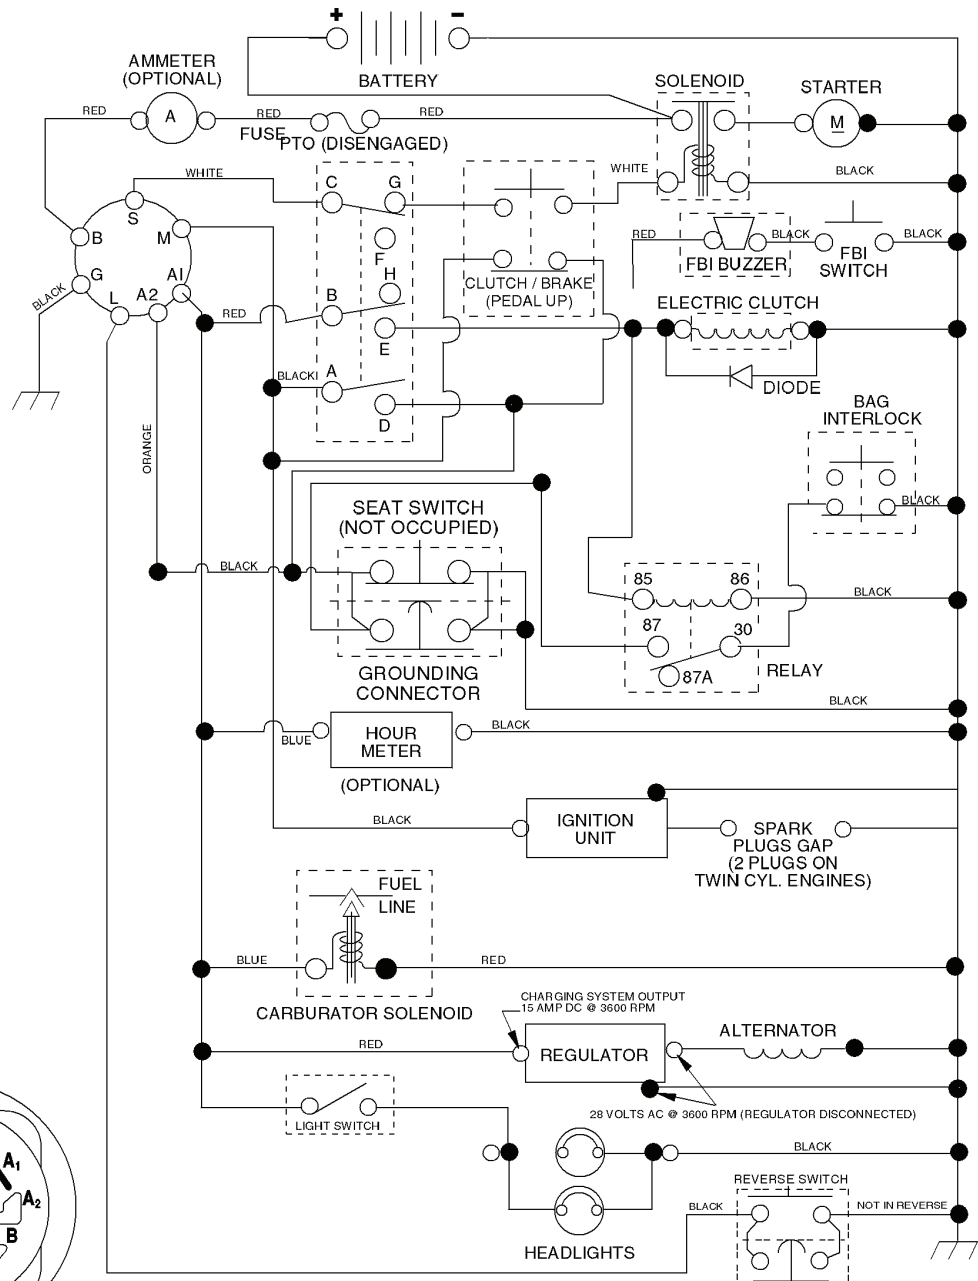 +
−
BATTERY
AMMETER
(OPTIONAL)
RED
A
RED
FUSE
RED
SOLENOID
STARTER
M
PTO (DISENGAGED)
WHITE
C
G
WHITE
BLACK
S
M
B
G
L
A2
A1
BLACK
F
H
B
E
A
D
RED
BLACK
CLUTCH / BRAKE
(PEDAL UP)
RED
BLACK
BLACK
FBI BUZZER
FBI
SWITCH
ELECTRIC CLUTCH
DIODE
BAG
INTERLOCK
BLACK
ORANGE
SEAT SWITCH
(NOT OCCUPIED)
BLACK
85
86
BLACK
87
30
87A
RELAY
GROUNDING
CONNECTOR
BLACK
BLUE
HOUR
METER
BLACK
(OPTIONAL)
BLACK
IGNITION
UNIT
SPARK
PLUGS GAP
(2 PLUGS ON
TWIN CYL. ENGINES)
FUEL
LINE
BLUE
RED
CARBURATOR SOLENOID
CHARGING SYSTEM OUTPUT
15 AMP DC @ 3600 RPM
RED
REGULATOR
ALTERNATOR
28 VOLTS AC @ 3600 RPM (REGULATOR DISCONNECTED)
LIGHT SWITCH
BLACK
HEADLIGHTS
REVERSE SWITCH
BLACK
NOT IN REVERSE
A1
A2
B